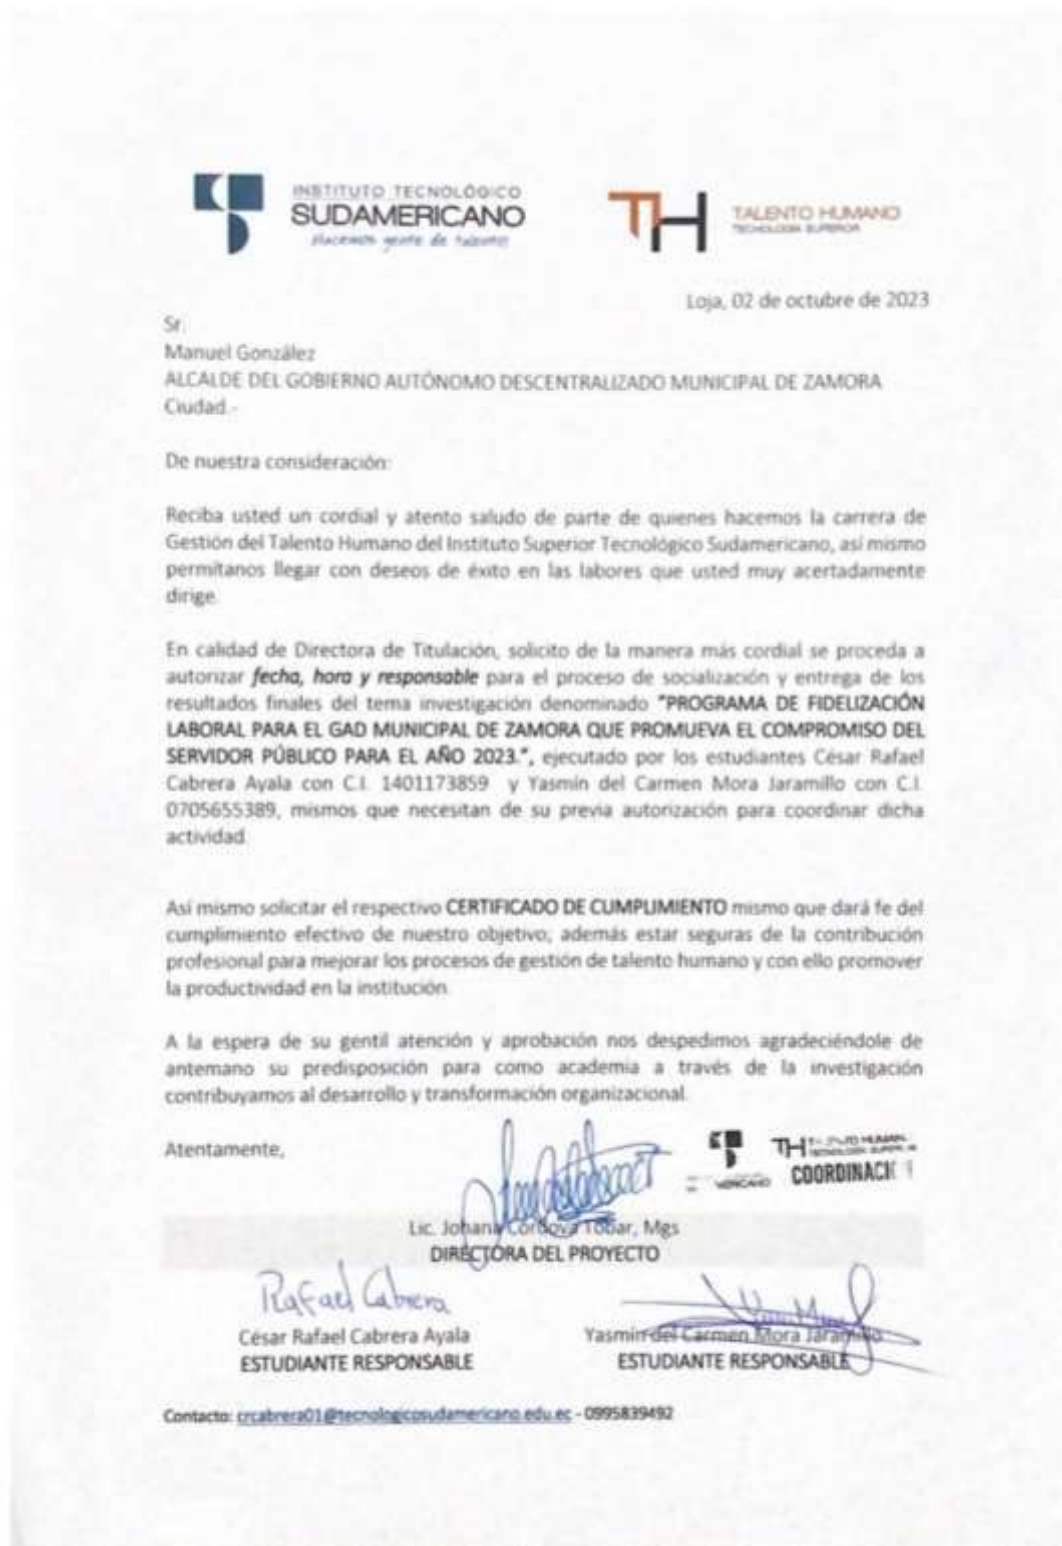 INSTITUTO TECNOLÓGICO
SUDAMERICANO
Hacemos gente de talento
TALENTO HUMANO
TECNOLOGÍA SUPERIOR
Loja, 02 de octubre de 2023
Sr.
Manuel González
ALCALDE DEL GOBIERNO AUTÓNOMO DESCENTRALIZADO MUNICIPAL DE ZAMORA
Ciudad.-
De nuestra consideración:
Reciba usted un cordial y atento saludo de parte de quienes hacemos la carrera de
Gestión del Talento Humano del Instituto Superior Tecnológico Sudamericano, así mismo
permítanos llegar con deseos de éxito en las labores que usted muy acertadamente
dirige.
En calidad de Directora de Titulación, solicito de la manera más cordial se proceda a
autorizar fecha, hora y responsable para el proceso de socialización y entrega de los
resultados finales del tema investigación denominado "PROGRAMA DE FIDELIZACIÓN
LABORAL PARA EL GAD MUNICIPAL DE ZAMORA QUE PROMUEVA EL COMPROMISO DEL
SERVIDOR PÚBLICO PARA EL AÑO 2023.", ejecutado por los estudiantes César Rafael
Cabrera Ayala con C.I. 1401173859 y Yasmín del Carmen Mora Jaramillo con C.I.
0705655389, mismos que necesitan de su previa autorización para coordinar dicha
actividad.
Así mismo solicitar el respectivo CERTIFICADO DE CUMPLIMIENTO mismo que dará fe del
cumplimiento efectivo de nuestro objetivo; además estar seguras de la contribución
profesional para mejorar los procesos de gestión de talento humano y con ello promover
la productividad en la institución.
A la espera de su gentil atención y aprobación nos despedimos agradeciéndole de
antemano su predisposición para como academia a través de la investigación
contribuyamos al desarrollo y transformación organizacional.
Atentamente,
TH
COORDINACI
Lic. Johana Córdova Tobar, Mgs
DIRECTORA DEL PROYECTO
Rafael Cabrera
César Rafael Cabrera Ayala
ESTUDIANTE RESPONSABLE
Yasmín del Carmen Mora Jaramillo
ESTUDIANTE RESPONSABLE
Contacto: crcabrera01@tecnologicosudamericano.edu.ec - 0995839492